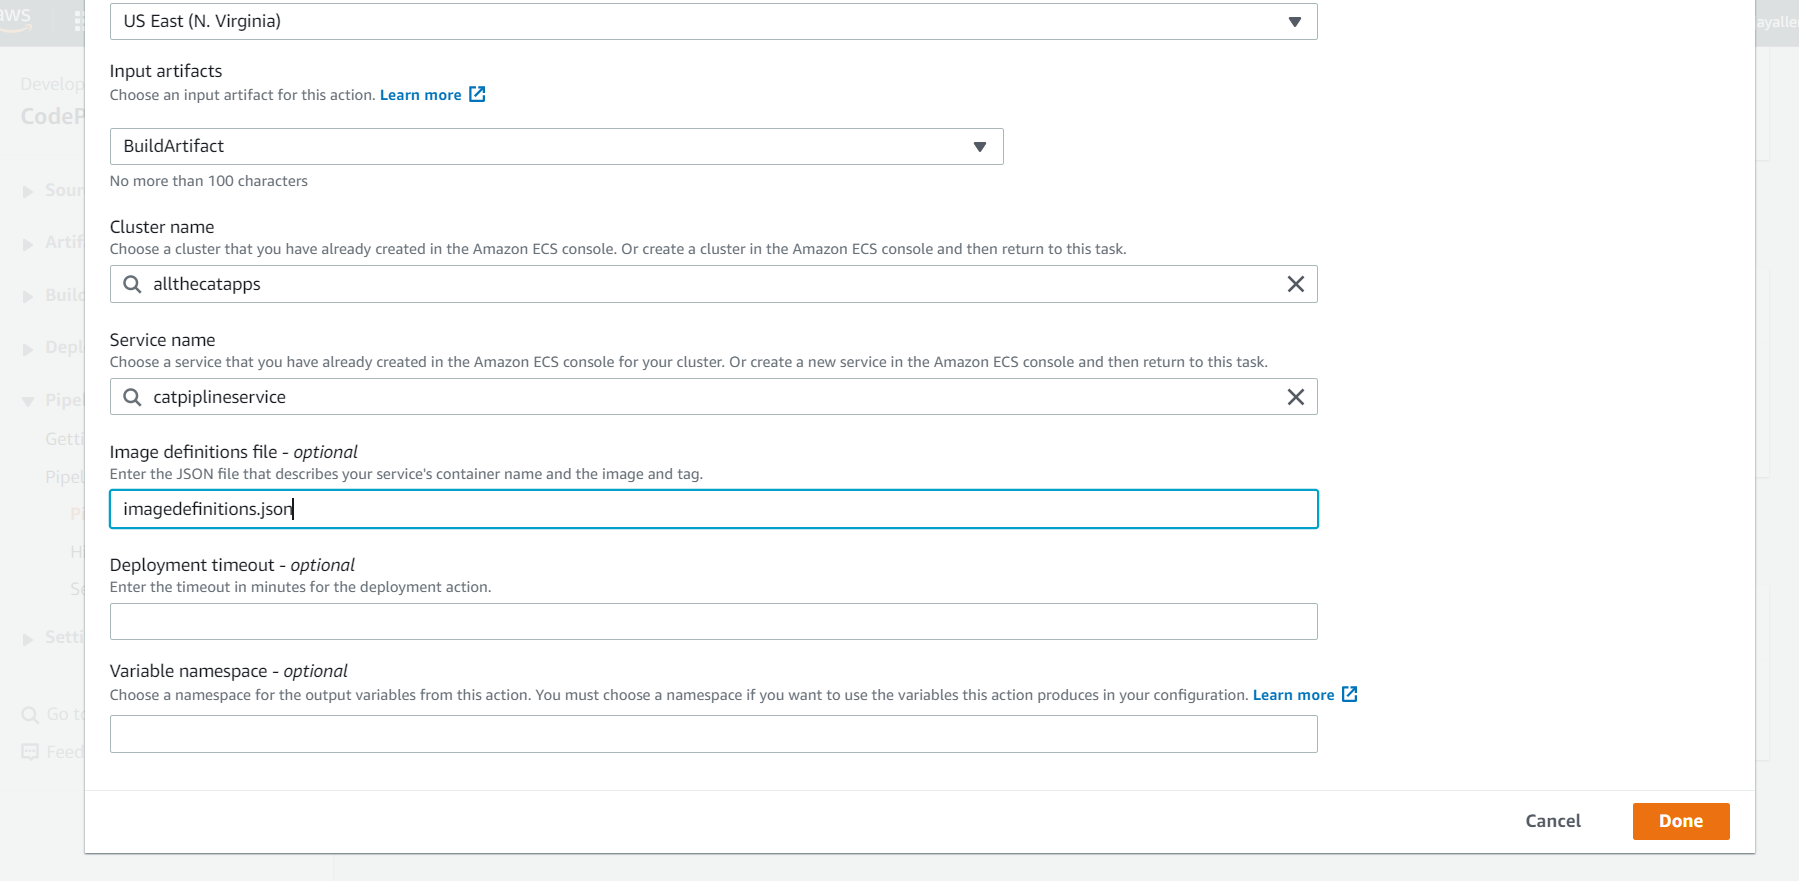 aws
US East (N. Virginia)
ayalle
Input artifacts
Choose an input artifact for this action. Learn more
Develop
CodeP
BuildArtifact
No more than 100 characters
Sour
Cluster name
Artif
Choose a cluster that you have already created in the Amazon ECS console. Or create a cluster in the Amazon ECS console and then return to this task.
allthecatapps
Build
Service name
Depl
Choose a service that you have already created in the Amazon ECS console for your cluster. Or create a new service in the Amazon ECS console and then return to this task.
catpiplineservice
Pipel
Getti
Image definitions file - optional
Enter the JSON file that describes your service's container name and the image and tag.
Pipel
imagedefinitions.json
Pi
Hi
Deployment timeout - optional
Enter the timeout in minutes for the deployment action.
Se
Setti
Variable namespace - optional
Choose a namespace for the output variables from this action. You must choose a namespace if you want to use the variables this action produces in your configuration. Learn more
Go to
Feed
Cancel
Done